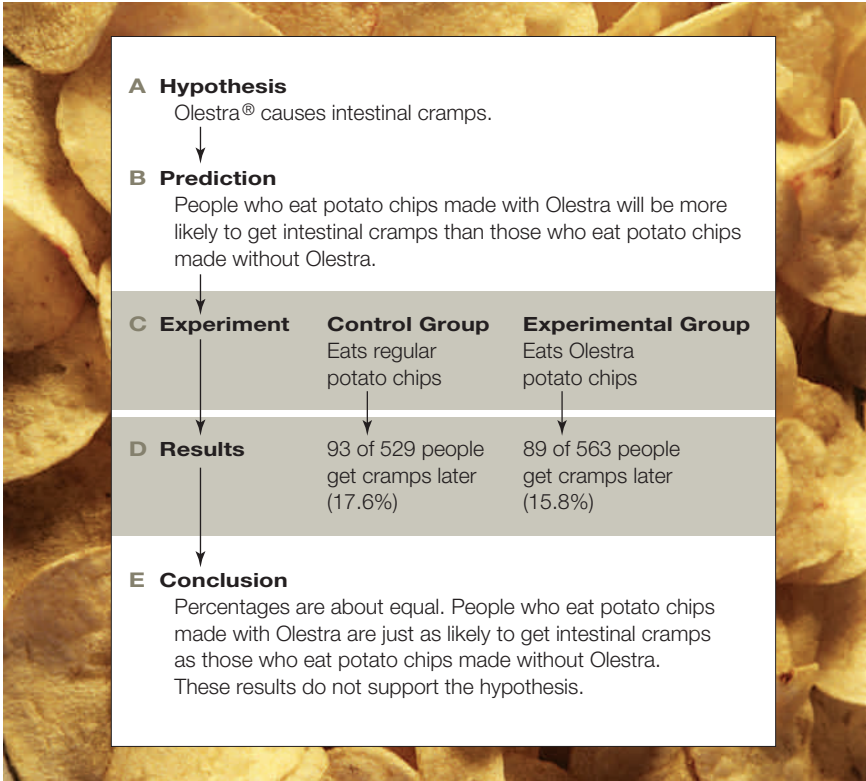 A Hypothesis
Olestra® causes intestinal cramps.
B Prediction
People who eat potato chips made with Olestra will be more
likely to get intestinal cramps than those who eat potato chips
made without Olestra.
C Experiment
Control Group
Eats regular
potato chips
Experimental Group
Eats Olestra
potato chips
D Results
93 of 529 people
get cramps later
(17.6%)
89 of 563 people
get cramps later
(15.8%)
E Conclusion
Percentages are about equal. People who eat potato chips
made with Olestra are just as likely to get intestinal cramps
as those who eat potato chips made without Olestra.
These results do not support the hypothesis.